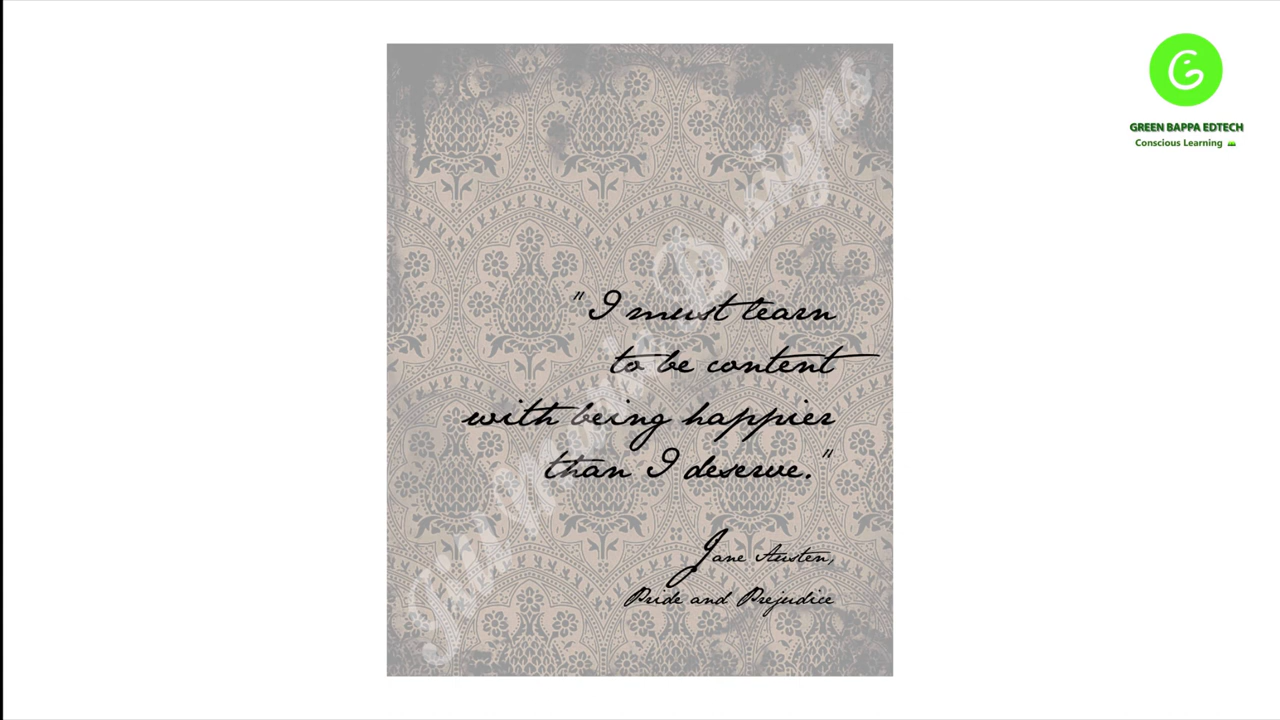 "I must learn
to be content
with being happier
than I deserve."
Jane Austen,
Pride and Prejudice
G
GREEN BAPPA EDTECH
Conscious Learning
Designs